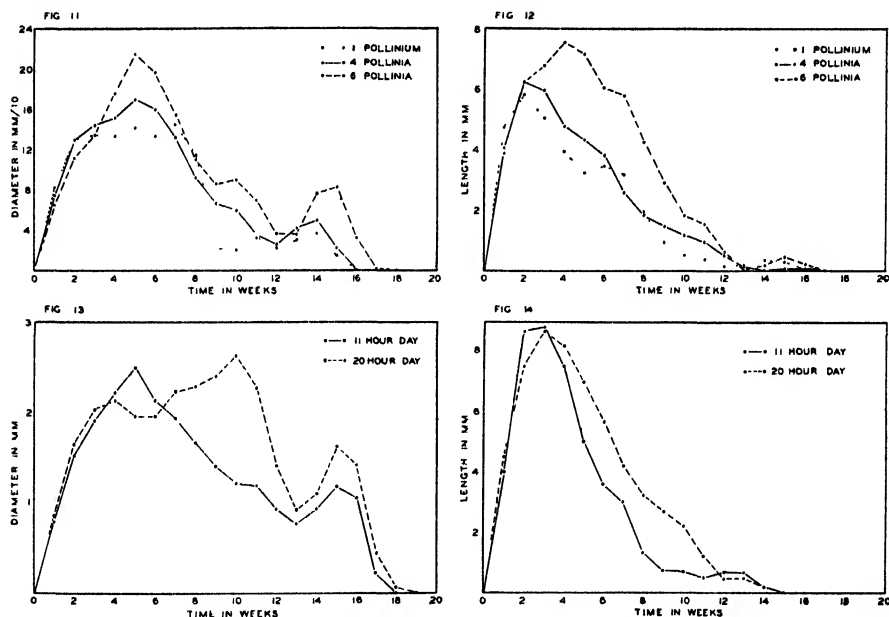 FIG 11
24
20
16
12
8
4
DIAMETER IN MM/10
1 POLLINIUM
4 POLLINIA
6 POLLINIA
0 2 4 6 8 10 12 14 16 18 20
TIME IN WEEKS
FIG 12
8
6
4
2
LENGTH IN MM
1 POLLINIUM
4 POLLINIA
6 POLLINIA
0 2 4 6 8 10 12 14 16 18 20
TIME IN WEEKS
FIG 13
3
2
1
DIAMETER IN MM
11 HOUR DAY
20 HOUR DAY
0 2 4 6 8 10 12 14 16 18 20
TIME IN WEEKS
FIG 14
8
6
4
2
LENGTH IN MM
11 HOUR DAY
20 HOUR DAY
0 2 4 6 8 10 12 14 16 18 20
TIME IN WEEKS